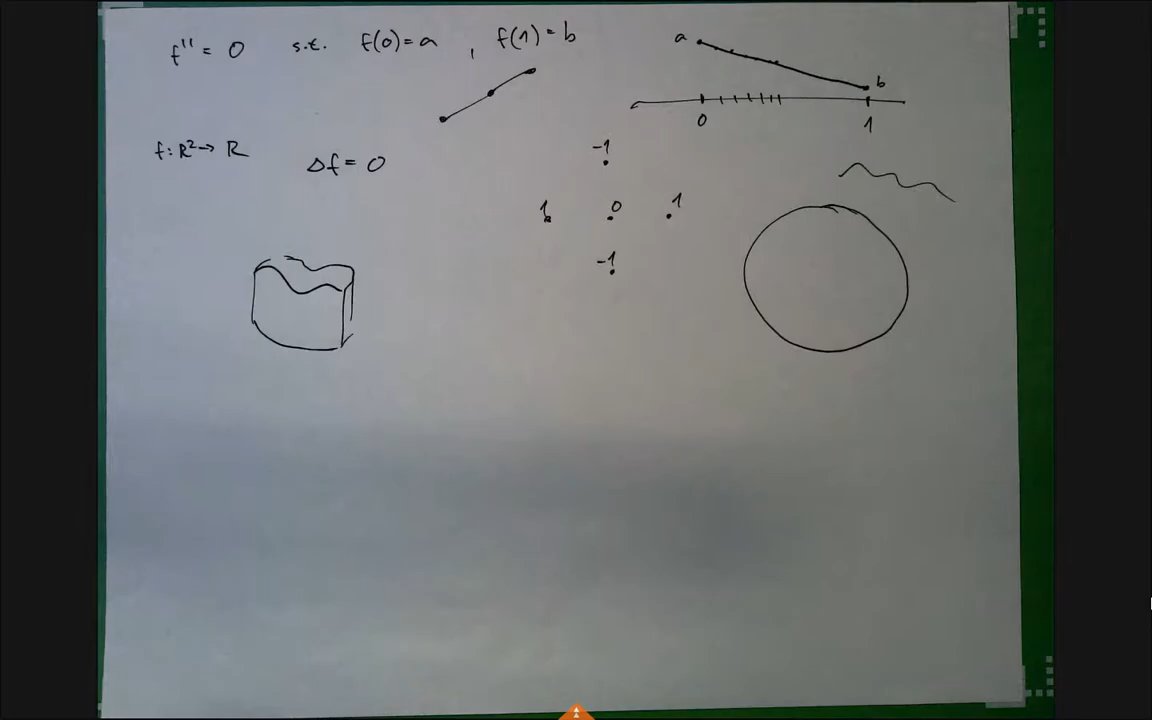 f'' = 0 s.t. f(0) = a , f(1) = b
a
b
0 1
f: R² → R Δf = 0
-1
1 0 1
-1